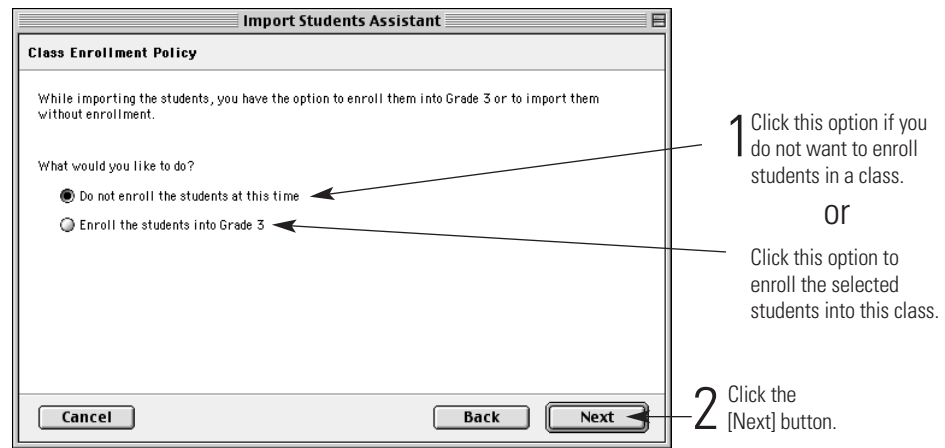 Import Students Assistant
Class Enrollment Policy
While importing the students, you have the option to enroll them into Grade 3 or to import them
without enrollment.
What would you like to do?
Do not enroll the students at this time
Enroll the students into Grade 3
Cancel
Back
Next
1 Click this option if you
do not want to enroll
students in a class.
or
Click this option to
enroll the selected
students into this class.
2 Click the
[Next] button.